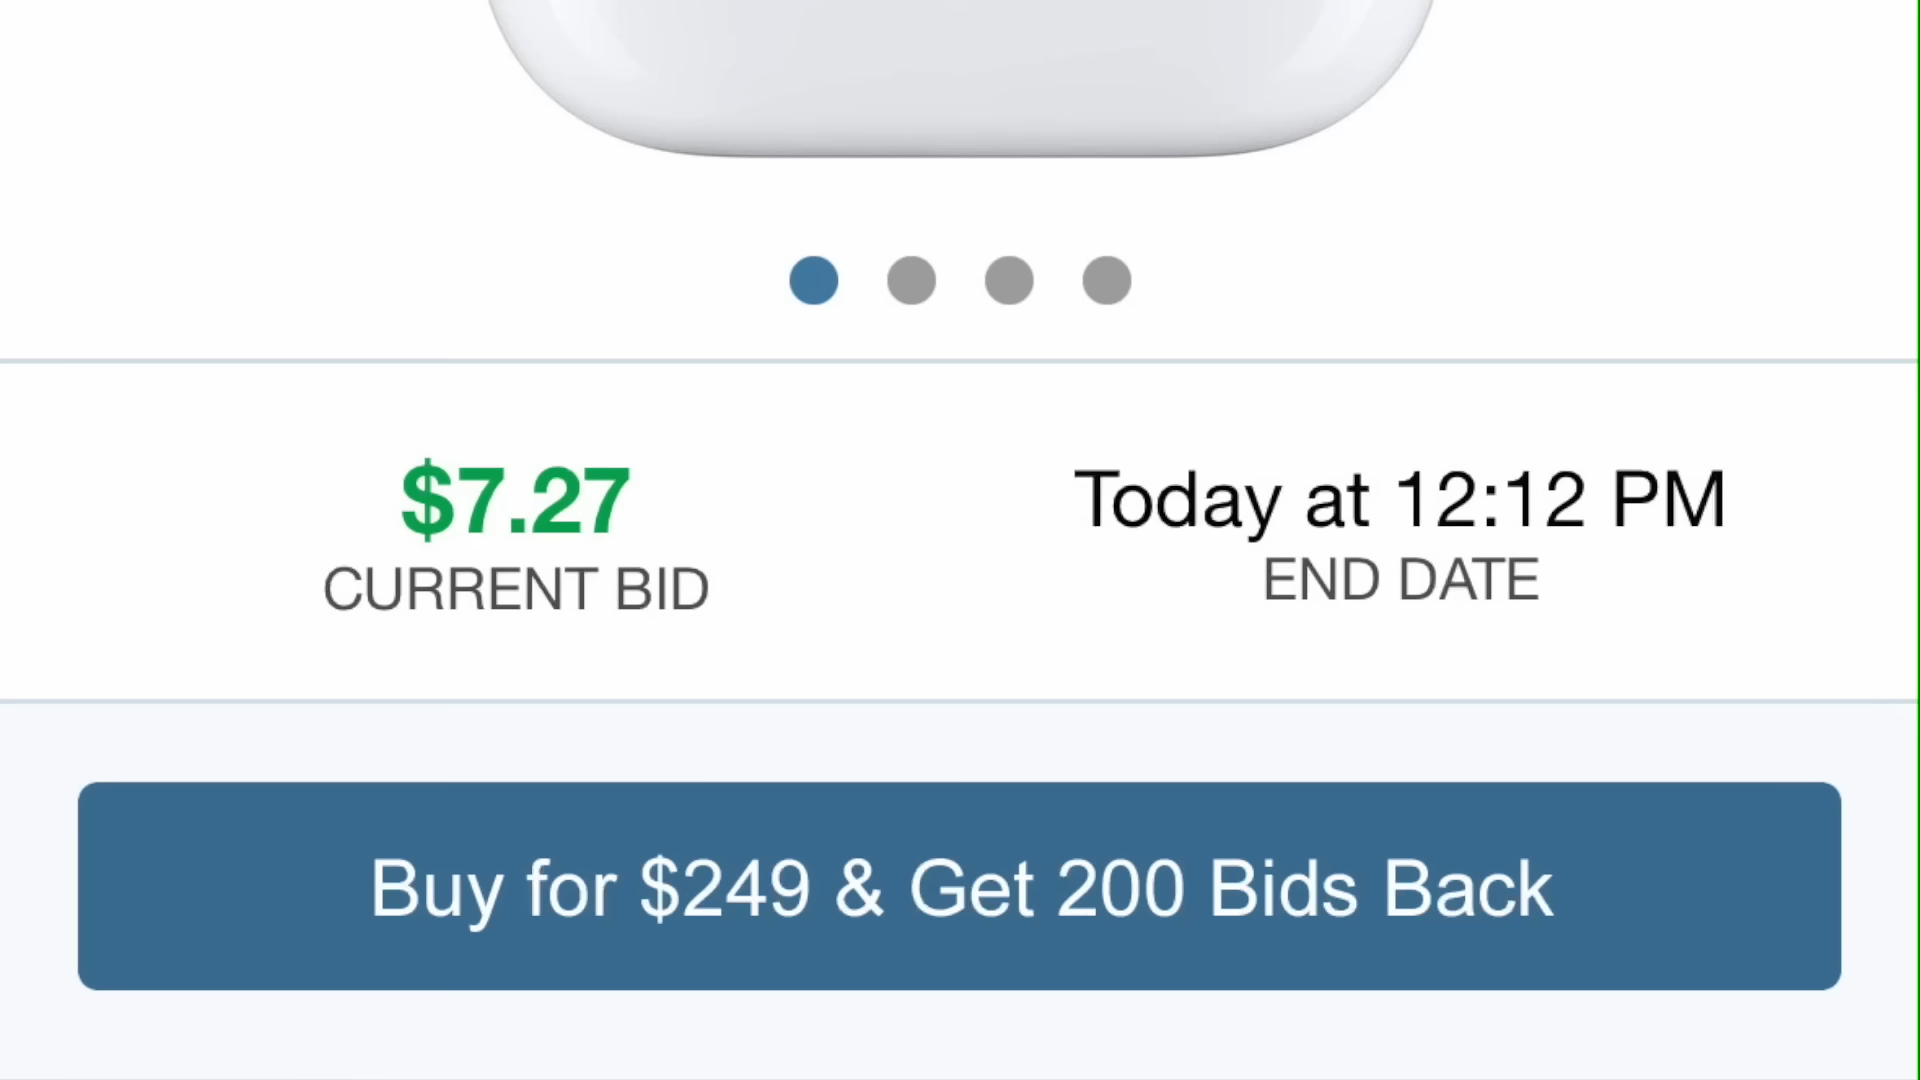 $7.27
CURRENT BID
Today at 12:12 PM
END DATE
Buy for $249 & Get 200 Bids Back